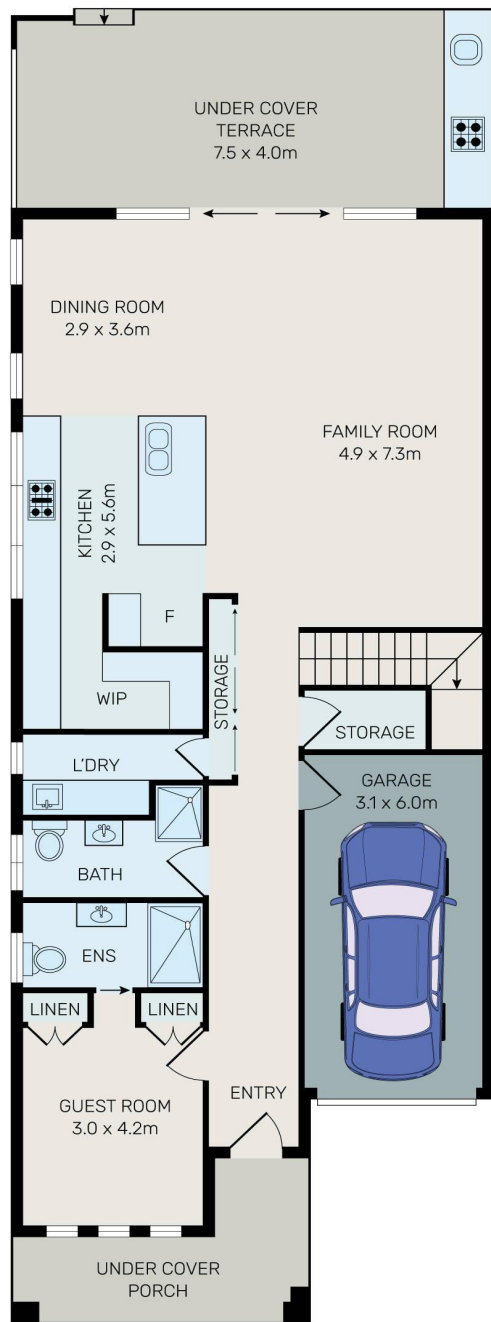 UNDER COVER
TERRACE
7.5 x 4.0m
DINING ROOM
2.9 x 3.6m
FAMILY ROOM
4.9 x 7.3m
KITCHEN
2.9 x 5.6m
F
WIP
STORAGE
STORAGE
L'DRY
GARAGE
3.1 x 6.0m
BATH
ENS
LINEN
LINEN
GUEST ROOM
3.0 x 4.2m
ENTRY
UNDER COVER
PORCH